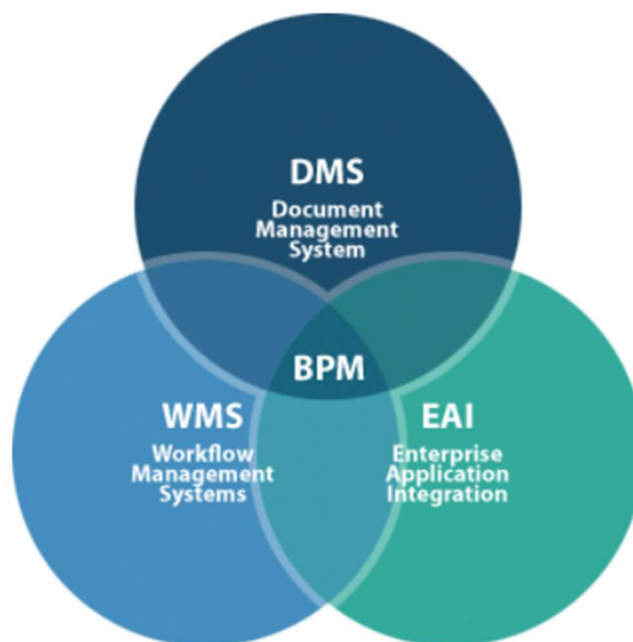 DMS
Document
Management
System
BPM
WMS
Workflow
Management
Systems
EAI
Enterprise
Application
Integration